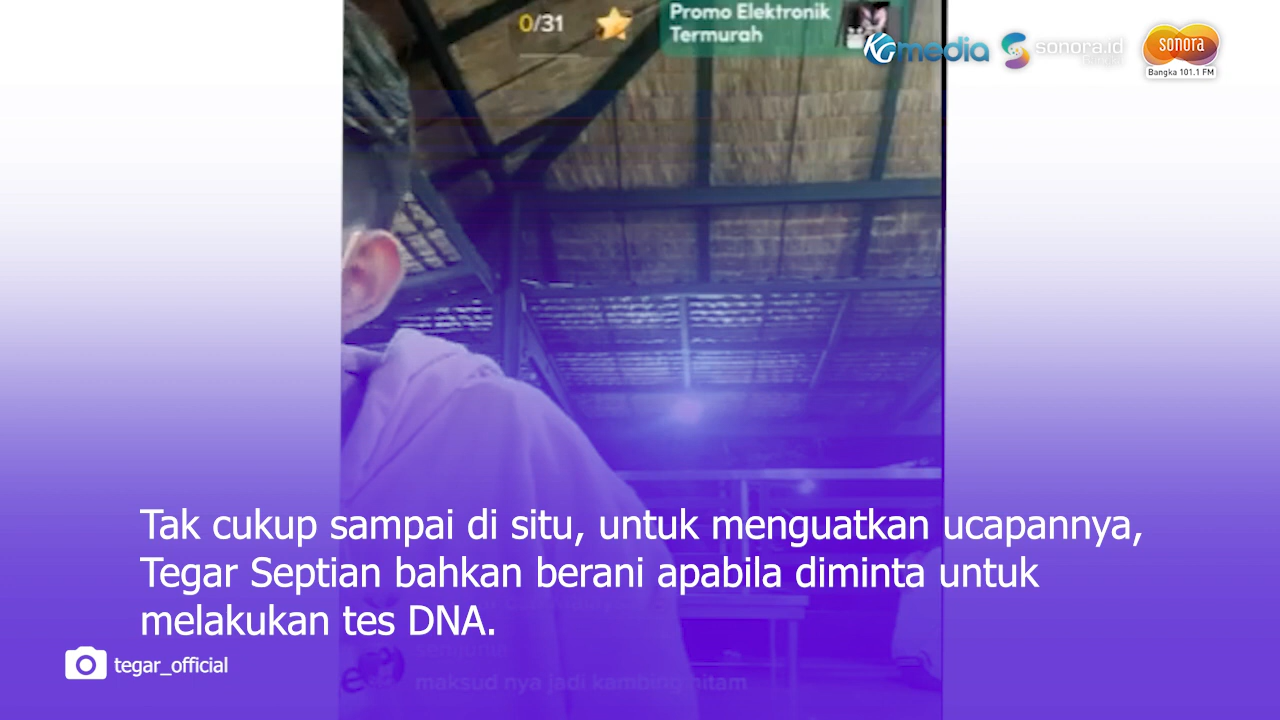 0/31
Promo Elektronik
Termurah
KG media
sonora.id
sonora
Bangka 101.1 FM
Tak cukup sampai di situ, untuk menguatkan ucapannya,
Tegar Septian bahkan berani apabila diminta untuk
melakukan tes DNA.
tegar_official
maksud nya jadi kambing hitam